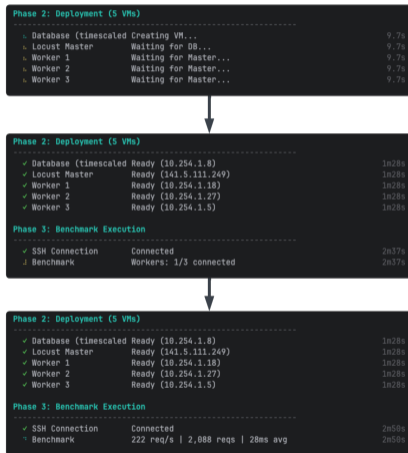 Phase 2: Deployment (5 VMs)
Database (timescaled Creating VM... 9.7s
Locust Master Waiting for DB... 9.7s
Worker 1 Waiting for Master... 9.7s
Worker 2 Waiting for Master... 9.7s
Worker 3 Waiting for Master... 9.7s
Phase 2: Deployment (5 VMs)
✓ Database (timescaled Ready (10.254.1.8) 1m28s
✓ Locust Master Ready (141.5.111.249) 1m28s
✓ Worker 1 Ready (10.254.1.18) 1m28s
✓ Worker 2 Ready (10.254.1.27) 1m28s
✓ Worker 3 Ready (10.254.1.5) 1m28s
Phase 3: Benchmark Execution
✓ SSH Connection Connected 2m37s
Benchmark Workers: 1/3 connected 2m37s
Phase 2: Deployment (5 VMs)
✓ Database (timescaled Ready (10.254.1.8) 1m28s
✓ Locust Master Ready (141.5.111.249) 1m28s
✓ Worker 1 Ready (10.254.1.18) 1m28s
✓ Worker 2 Ready (10.254.1.27) 1m28s
✓ Worker 3 Ready (10.254.1.5) 1m28s
Phase 3: Benchmark Execution
✓ SSH Connection Connected 2m50s
Benchmark 222 req/s | 2,088 reqs | 28ms avg 2m50s